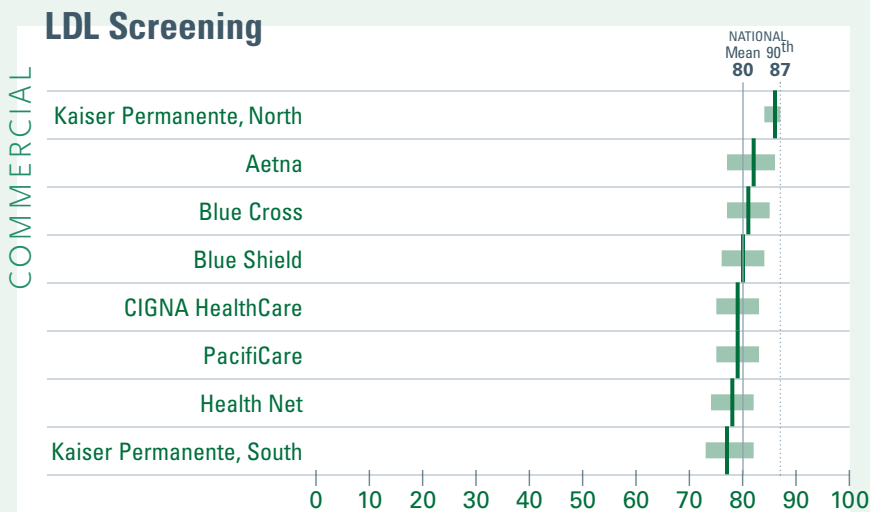 LDL Screening
NATIONAL
Mean 90th
80 87
COMMERCIAL
Kaiser Permanente, North
Aetna
Blue Cross
Blue Shield
CIGNA HealthCare
PacifiCare
Health Net
Kaiser Permanente, South
0 10 20 30 40 50 60 70 80 90 100